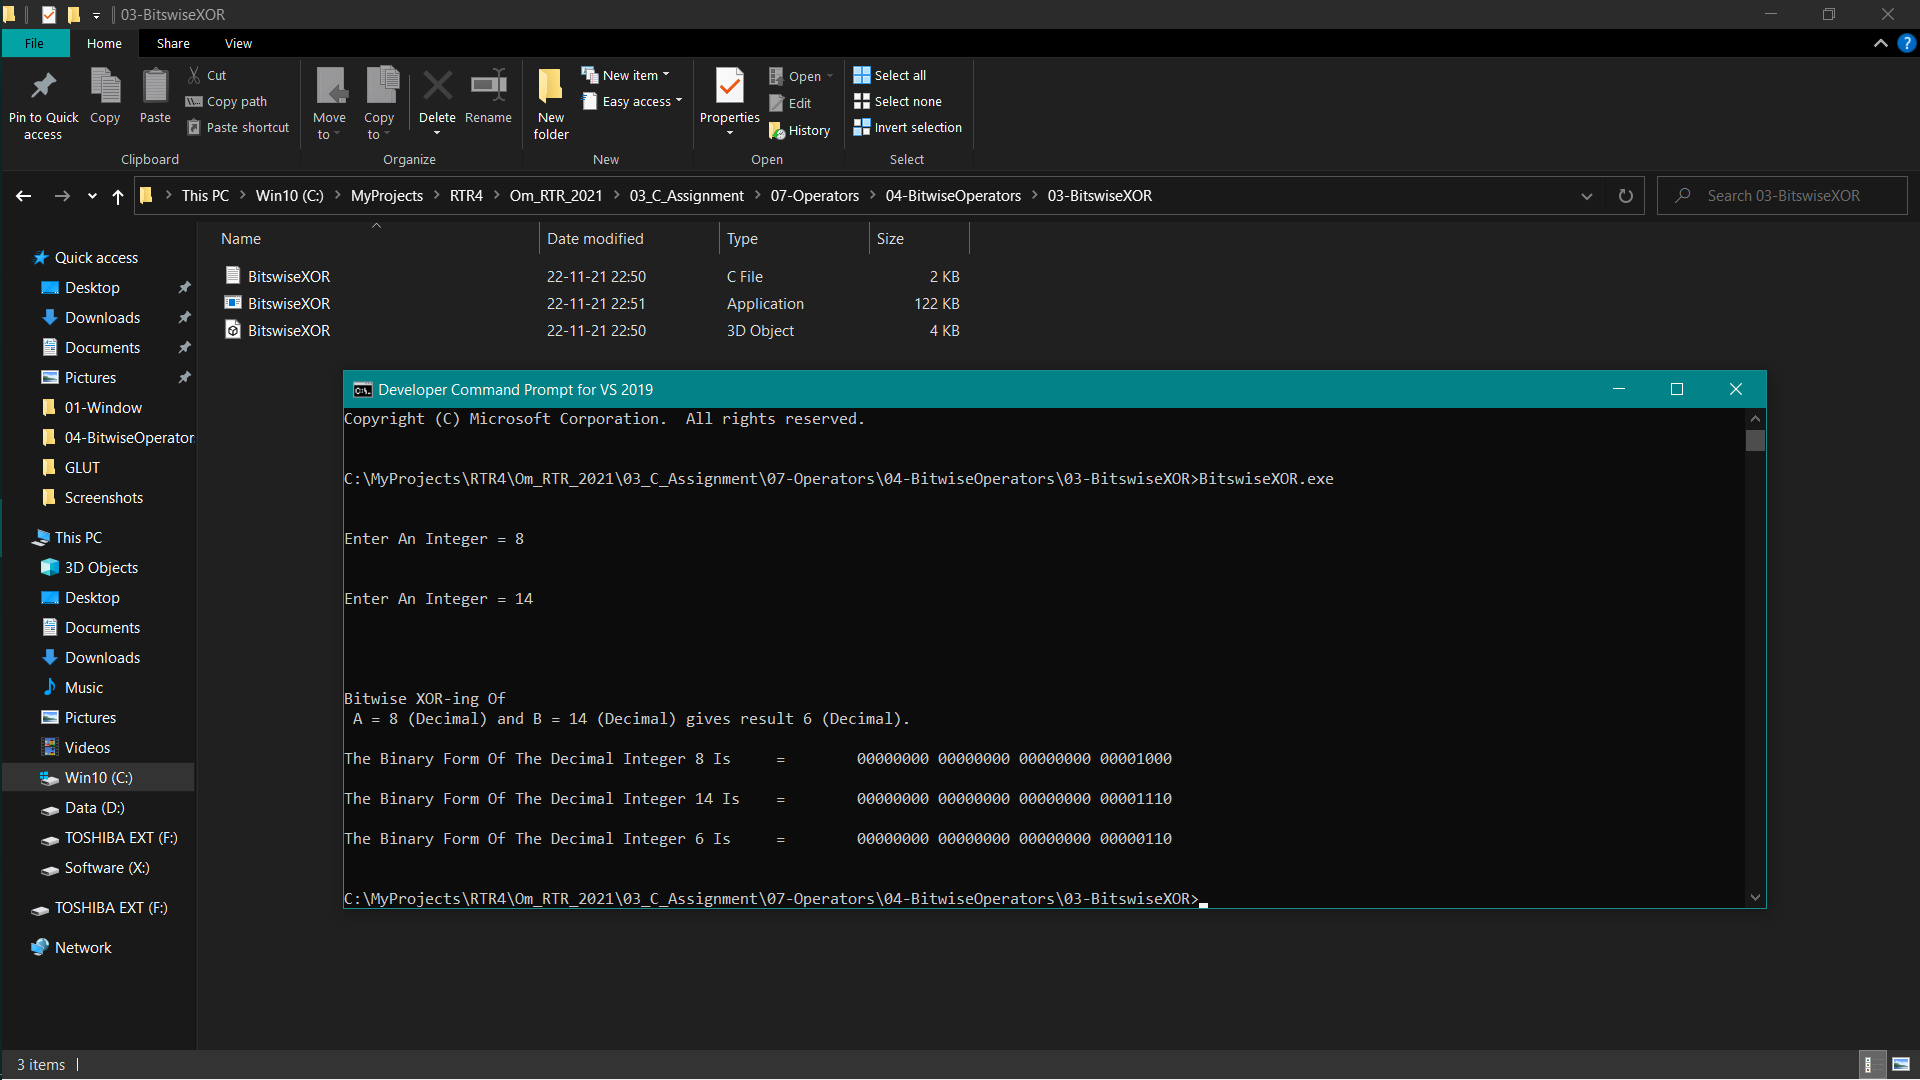 03-BitswiseXOR
File Home Share View
Pin to Quick access
Copy
Paste
Cut
Copy path
Paste shortcut
Clipboard
Move to
Copy to
Delete
Rename
Organize
New folder
New item
Easy access
New
Properties
Open
Edit
History
Open
Select all
Select none
Invert selection
Select
This PC > Win10 (C:) > MyProjects > RTR4 > Om_RTR_2021 > 03_C_Assignment > 07-Operators > 04-BitwiseOperators > 03-BitswiseXOR
Search 03-BitswiseXOR
Name Date modified Type Size
BitswiseXOR 22-11-21 22:50 C File 2 KB
BitswiseXOR 22-11-21 22:51 Application 122 KB
BitswiseXOR 22-11-21 22:50 3D Object 4 KB
Quick access
Desktop
Downloads
Documents
Pictures
01-Window
04-BitwiseOperator
GLUT
Screenshots
This PC
3D Objects
Desktop
Documents
Downloads
Music
Pictures
Videos
Win10 (C:)
Data (D:)
TOSHIBA EXT (F:)
Software (X:)
TOSHIBA EXT (F:)
Network
Developer Command Prompt for VS 2019
Copyright (C) Microsoft Corporation.  All rights reserved.
C:\MyProjects\RTR4\Om_RTR_2021\03_C_Assignment\07-Operators\04-BitwiseOperators\03-BitswiseXOR>BitswiseXOR.exe
Enter An Integer = 8
Enter An Integer = 14
Bitwise XOR-ing Of
A = 8 (Decimal) and B = 14 (Decimal) gives result 6 (Decimal).
The Binary Form Of The Decimal Integer 8 Is = 00000000 00000000 00000000 00001000
The Binary Form Of The Decimal Integer 14 Is = 00000000 00000000 00000000 00001110
The Binary Form Of The Decimal Integer 6 Is = 00000000 00000000 00000000 00000110
C:\MyProjects\RTR4\Om_RTR_2021\03_C_Assignment\07-Operators\04-BitwiseOperators\03-BitswiseXOR>
3 items